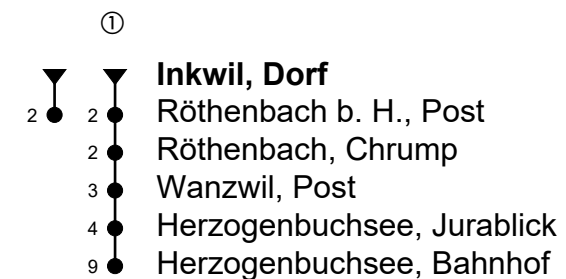 ①
Inkwil, Dorf
2 2 Röthenbach b. H., Post
2 Röthenbach, Chrump
3 Wanzwil, Post
4 Herzogenbuchsee, Jurablick
9 Herzogenbuchsee, Bahnhof